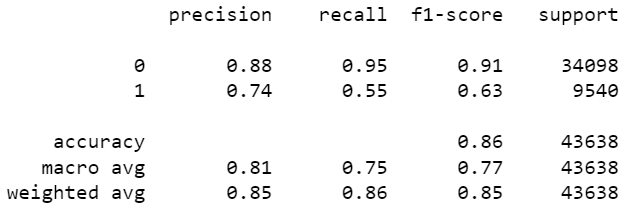 precision recall f1-score support
0 0.88 0.95 0.91 34098
1 0.74 0.55 0.63 9540
accuracy 0.86 43638
macro avg 0.81 0.75 0.77 43638
weighted avg 0.85 0.86 0.85 43638